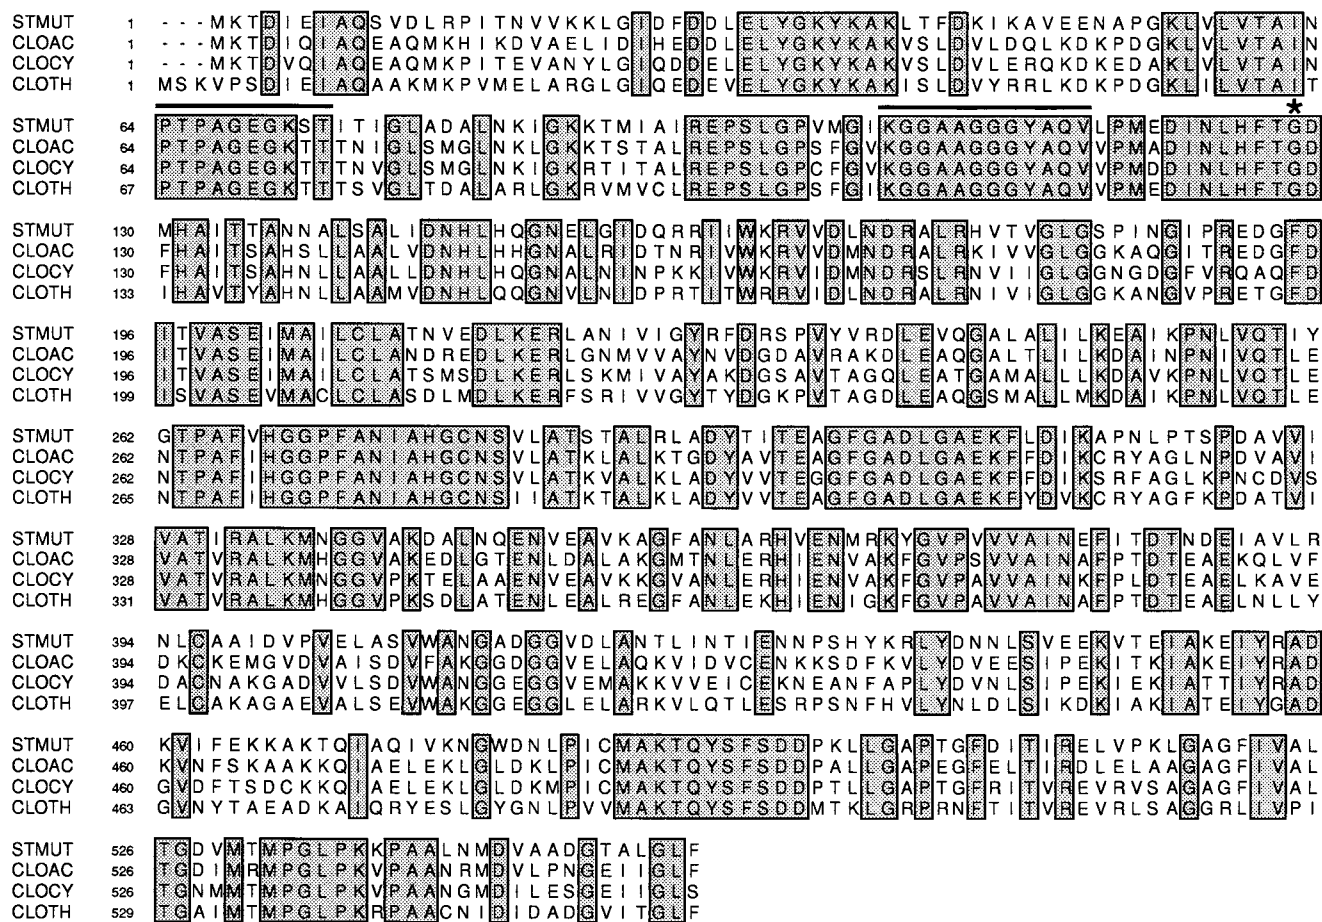 STMUT 1 ---MKTDIEIAQSVDLRPITNVVKKLGIDFDDLELYGKYKAKLTFDKIKAVEENAPGKLVLVTAIN
CLOAC 1 ---MKTDIQIAQEAQMKHIKDVAELIDIHEDDLELYGKYKAKVSLDVLDQLKDKPDGKLVLVTAIN
CLOCY 1 ---MKTDVQIAQEAQMKPITEVANYLGIQDDELELYGKYKAKVSLDVLERQKDKEDAKLVLVTAIN
CLOTH 1 MSKVPSDIEIAQAAKMKPVMELARGLGIQEDEVELYGKYKAKISLDVYRRLKDKPDGKLILVTAIT
*
STMUT 64 PTPAGEGKSTITIGLADALNKIGKKTMIAIREPSLGPVMGIKGGAAGGGYAQVLPMEDINLHFTGD
CLOAC 64 PTPAGEGKTTTNIGLSMGLNKLGKKTSTALREPSLGPSFGVKGGAAGGGYAQVVPMADINLHFTGD
CLOCY 64 PTPAGEGKTTTNVGLSMGLNKIGKRTITALREPSLGPCFGVKGGAAGGGYAQVVPMDDINLHFTGD
CLOTH 67 PTPAGEGKTTTSVGLTDALARLGKRVMVCLREPSLGPSFGIKGGAAGGGYAQVVPMEDINLHFTGD
STMUT 130 MHAITTANNALSALIDNHLHQGNELGIDQRRIIWKRVVDLNDRALRHVTVGLGSPINGIPREDGFD
CLOAC 130 FHAITSAHSLLAALVDNHLHHGNALRIDTNRIVWKRVVDMNDRALRKIVVGLGGKAQGITREDGFD
CLOCY 130 FHAITSAHNLLAALLDNHLHQGNALNINPKKIVWKRVIDMNDRSLRNVIIGLGGNGDGFVRQAQFD
CLOTH 133 IHAVTYAHNLLAAMVDNHLQQGNVLNIDPRTITWRRVIDLNDRALRNIVIGLGGKANGVPRETGFD
STMUT 196 ITVASEIMAILCLATNVEDLKERLANIVIGYRFDRSPVYVRDLEVQGALALILKEAIKPNLVQTIY
CLOAC 196 ITVASEIMAILCLANDREDLKERLGNMVVAYNVDGDAVRAKDLEAQGALTLILKDAINPNIVQTLE
CLOCY 196 ITVASEIMAILCLATSMSDLKERLSKMIVAYAKDGSAVTAGQLEATGAMALLLKDAVKPNLVQTLE
CLOTH 199 ISVASEVMACLCLASDLMDLKERFSRIVVGYTYDGKPVTAGDLEAQGSMALLMKDAIKPNLVQTLE
STMUT 262 GTPAFVHGGPFANIAHGCNSVLATSTALRLADYTITEAGFGADLGAEKFLDIKAPNLPTSPDAVVI
CLOAC 262 NTPAFIHGGPFANIAHGCNSVLATKLALKTGDYAVTEAGFGADLGAEKFFDIKCRYAGLNPDVAVI
CLOCY 262 NTPAFIHGGPFANIAHGCNSVLATKVALKLADYVVTEGGFGADLGAEKFFDIKSRFAGLKPNCDVS
CLOTH 265 NTPAFIHGGPFANIAHGCNSIIATKTALKLADYVVTEAGFGADLGAEKFYDVKCRYAGFKPDATVI
STMUT 328 VATIRALKMNGGVAKDALNQENVEAVKAGFANLARHVENMRKYGVPVVVAINEFITDTNDEIAVLR
CLOAC 328 VATVRALKMHGGVAKEDLGTENLDALAKGMTNLERHIENVAKFGVPSVVAINAFPTDTEAEKQLVF
CLOCY 328 VATVRALKMNGGVPKTELAAENVEAVKKGVANLERHIENVAKFGVPAVVAINKFPLDTEAELKAVE
CLOTH 331 VATVRALKMHGGVPKSDLATENLEALREGFANLEKHIENIGKFGVPAVVAINAFPTDTEAELNLLY
STMUT 394 NLCAAIDVPVELASVWANGADGGVDLANTLINTIENNPSHYKRLYDNNLSVEEKVTEIAKEIYRAD
CLOAC 394 DKCKEMGVDVAISDVFAKGGDGGVELAQKVIDVCENKKSDFKVLYDVEESIPEKITKIAKEIYRAD
CLOCY 394 DACNAKGADVVLSDVWANGGEGGVEMAKKVVEICEKNEANFAPLYDVNLSIPEKIEKIATTIYRAD
CLOTH 397 ELCAKAGAEVALSEVWAKGGEGGLELARKVLQTLESRPSNFHVLYNLDLSIKDKIAKIATEIYGAD
STMUT 460 KVIFEKKAKTQIAQIVKNGWDNLPICMAKTQYSFSDDPKLLGAPTGFDITIRELVPKLGAGFIVAL
CLOAC 460 KVNFSKAAKKQIAELEKLGLDKLPICMAKTQYSFSDDPALLGAPEGFELTIRDLELAAGAGFIVAL
CLOCY 460 GVDFTSDCKKQIAELEKLGLDKMPICMAKTQYSFSDDPTLLGAPTGFRITVREVRVSAGAGFIVAL
CLOTH 463 GVNYTAEADKAIQRYESLGYGNLPVVMAKTQYSFSDDMTKLGRPRNFTITVREVRLSAGGRLIVPI
STMUT 526 TGDVMTMPGLPKKPAALNMDVAADGTALGLF
CLOAC 526 TGDIMRMPGLPKVPAANRMDVLPNGEIIGLF
CLOCY 526 TGNMMTMPGLPKVPAANGMDILESGEIIGLS
CLOTH 529 TGAIMTMPGLPKRPAACNIDIDADGVITGLF